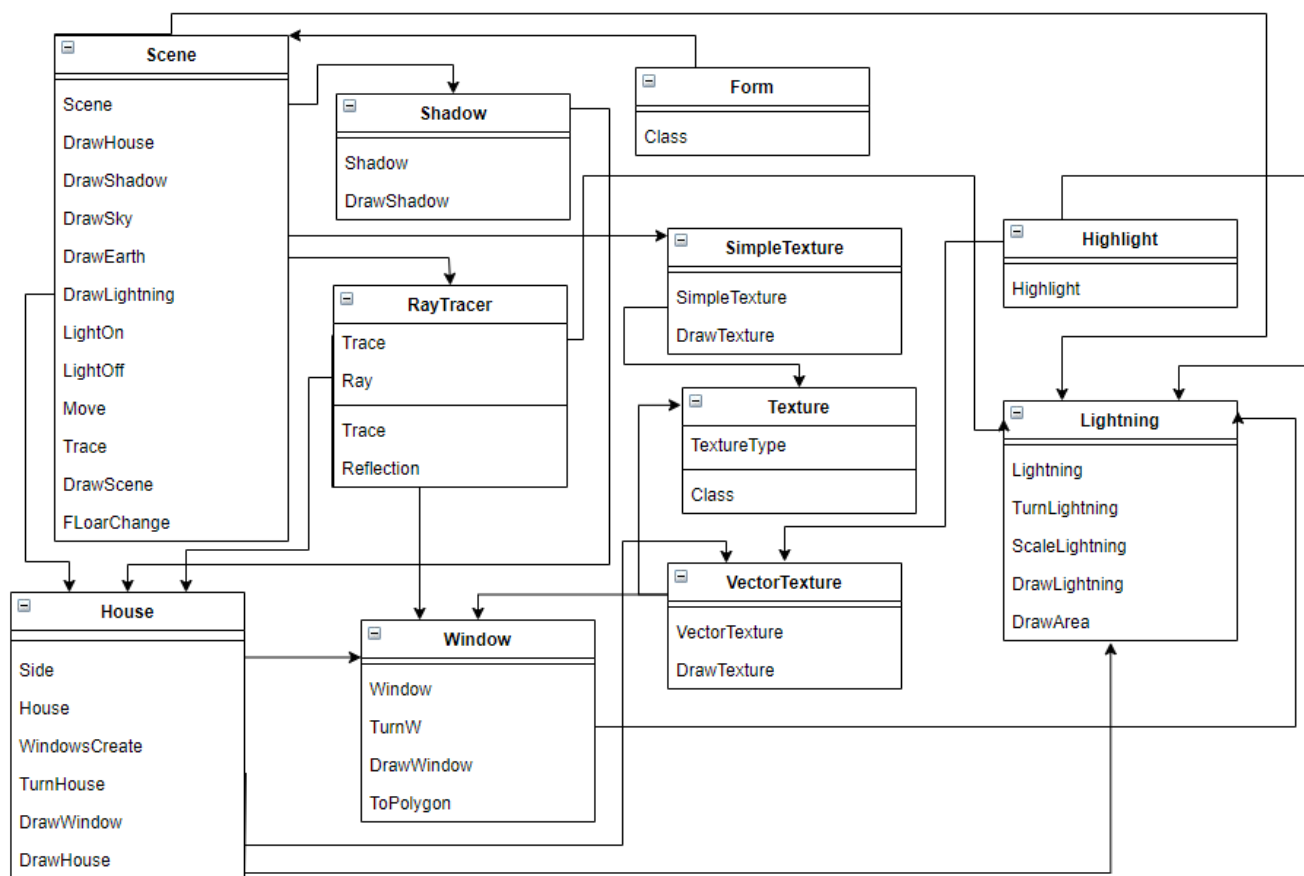 Scene
Scene
DrawHouse
DrawShadow
DrawSky
DrawEarth
DrawLightning
LightOn
LightOff
Move
Trace
DrawScene
FLoarChange
Shadow
Shadow
DrawShadow
Form
Class
SimpleTexture
SimpleTexture
DrawTexture
Highlight
Highlight
RayTracer
Trace
Ray
Trace
Reflection
Texture
TextureType
Class
Lightning
Lightning
TurnLightning
ScaleLightning
DrawLightning
DrawArea
VectorTexture
VectorTexture
DrawTexture
House
Side
House
WindowsCreate
TurnHouse
DrawWindow
DrawHouse
Window
Window
TurnW
DrawWindow
ToPolygon